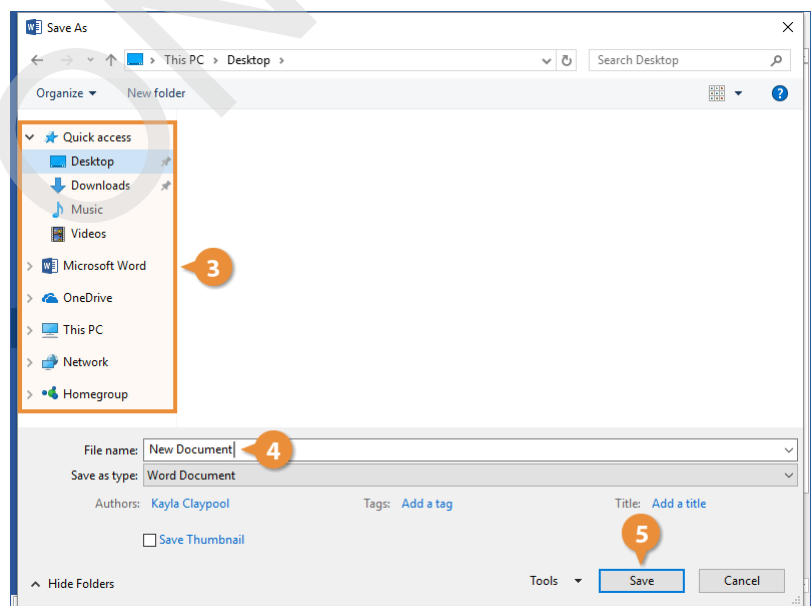 Save As
This PC > Desktop >
Search Desktop
Organize
New folder
?
Quick access
Desktop
Downloads
Music
Videos
Microsoft Word
3
OneDrive
This PC
Network
Homegroup
File name: New Document 4
Save as type: Word Document
Authors: Kayla Claypool Tags: Add a tag Title: Add a title
Save Thumbnail
5
Hide Folders
Tools Save Cancel